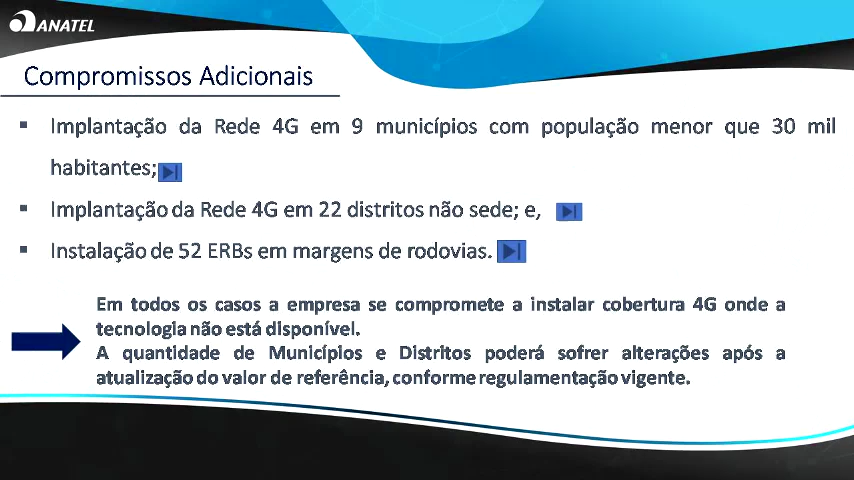 ANATEL
Compromissos Adicionais
▪ Implantação da Rede 4G em 9 municípios com população menor que 30 mil
habitantes;
▪ Implantação da Rede 4G em 22 distritos não sede; e,
▪ Instalação de 52 ERBs em margens de rodovias.
Em todos os casos a empresa se compromete a instalar cobertura 4G onde a
tecnologia não está disponível.
A quantidade de Municípios e Distritos poderá sofrer alterações após a
atualização do valor de referência, conforme regulamentação vigente.